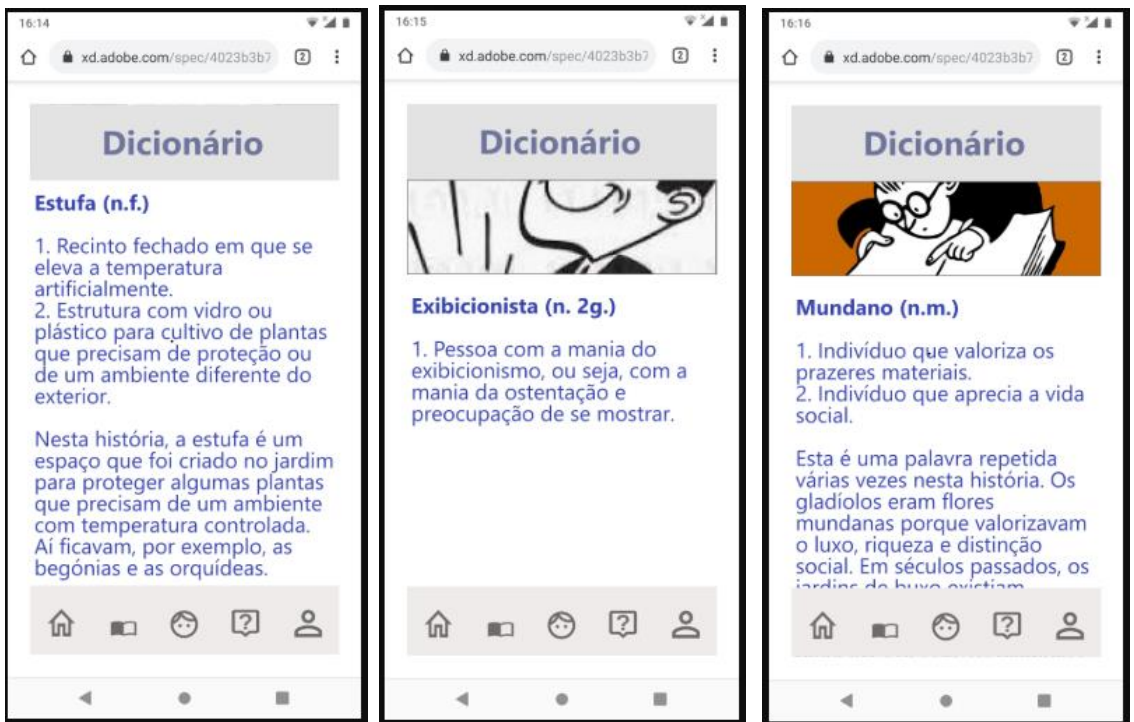 16:14
xd.adobe.com/spec/4023b3b7
2
Dicionário
Estufa (n.f.)
1. Recinto fechado em que se
eleva a temperatura
artificialmente.
2. Estrutura com vidro ou
plástico para cultivo de plantas
que precisam de proteção ou
de um ambiente diferente do
exterior.
Nesta história, a estufa é um
espaço que foi criado no jardim
para proteger algumas plantas
que precisam de um ambiente
com temperatura controlada.
Aí ficavam, por exemplo, as
begónias e as orquídeas.
16:15
xd.adobe.com/spec/4023b3b7
2
Dicionário
Exibicionista (n. 2g.)
1. Pessoa com a mania do
exibicionismo, ou seja, com a
mania da ostentação e
preocupação de se mostrar.
16:16
xd.adobe.com/spec/4023b3b7
2
Dicionário
Mundano (n.m.)
1. Indivíduo que valoriza os
prazeres materiais.
2. Indivíduo que aprecia a vida
social.
Esta é uma palavra repetida
várias vezes nesta história. Os
gladíolos eram flores
mundanas porque valorizavam
o luxo, riqueza e distinção
social. Em séculos passados, os
jardins de buxo existiam